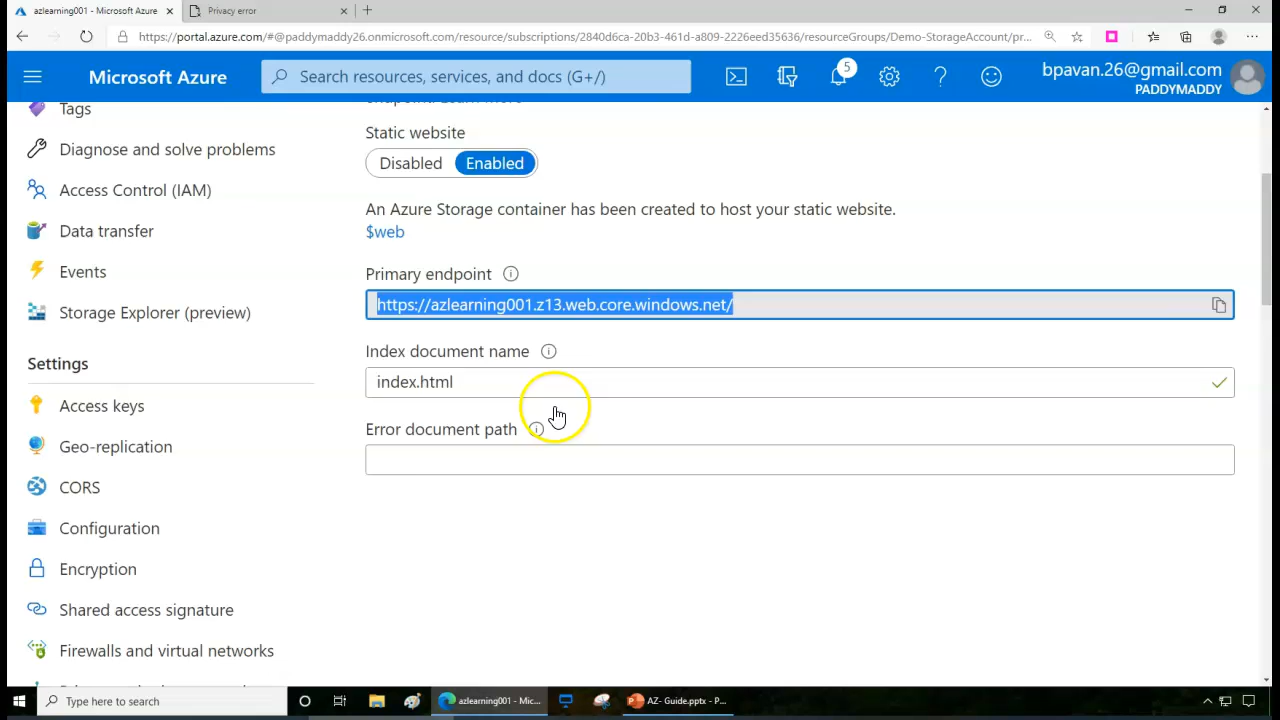 azlearning001 - Microsoft Azure
Privacy error
https://portal.azure.com/#@paddymaddy26.onmicrosoft.com/resource/subscriptions/2840d6ca-20b3-461d-a809-2226eed35636/resourceGroups/Demo-StorageAccount/pr...
Microsoft Azure
Search resources, services, and docs (G+/)
5
bpavan.26@gmail.com
PADDYMADDY
Tags
Diagnose and solve problems
Access Control (IAM)
Data transfer
Events
Storage Explorer (preview)
Settings
Access keys
Geo-replication
CORS
Configuration
Encryption
Shared access signature
Firewalls and virtual networks
Static website
Disabled
Enabled
An Azure Storage container has been created to host your static website.
$web
Primary endpoint
https://azlearning001.z13.web.core.windows.net/
Index document name
index.html
Error document path
Type here to search
azlearning001 - Mic...
AZ- Guide.pptx - P...